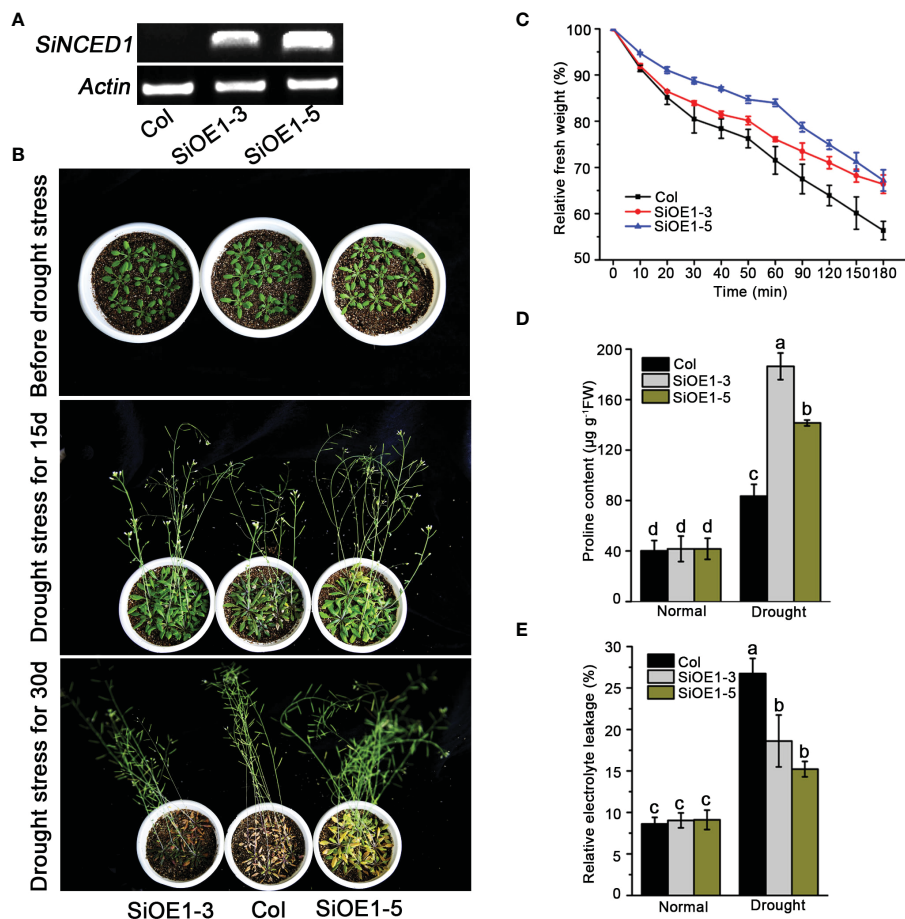 A
SiNCED1
Actin
Col
SiOE1-3
SiOE1-5
B
Before drought stress
Drought stress for 15d
Drought stress for 30d
SiOE1-3 Col SiOE1-5
C
Relative fresh weight (%)
100
90
80
70
60
50
Col
SiOE1-3
SiOE1-5
0 10 20 30 40 50 60 90 120 150 180
Time (min)
D
Proline content (µg g⁻¹FW)
200
160
120
80
40
0
Col
SiOE1-3
SiOE1-5
d d d c a b
Normal Drought
E
Relative electrolyte leakage (%)
30
25
20
15
10
5
0
Col
SiOE1-3
SiOE1-5
c c c a b b
Normal Drought